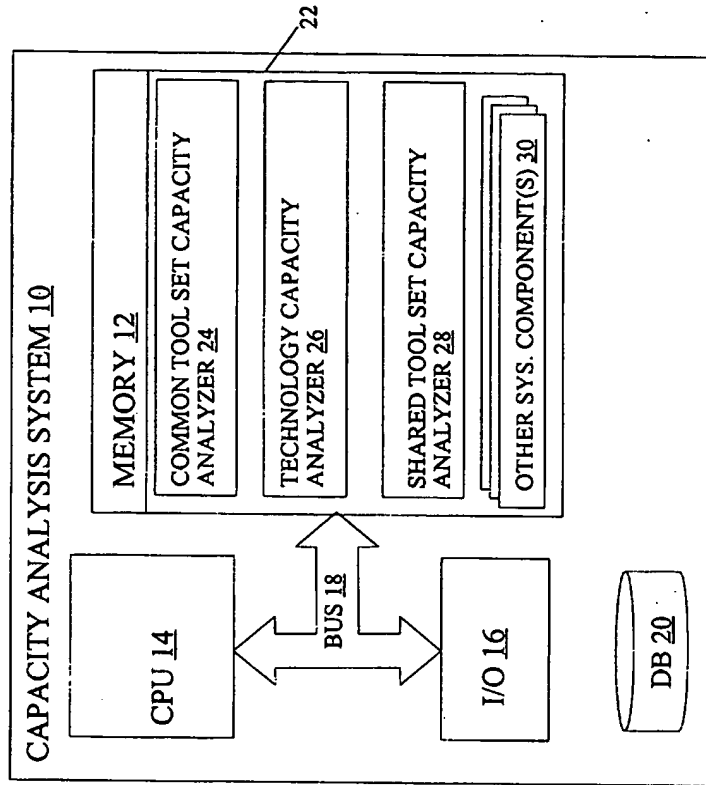 CAPACITY ANALYSIS SYSTEM 10
MEMORY 12
22
COMMON TOOL SET CAPACITY
ANALYZER 24
TECHNOLOGY CAPACITY
ANALYZER 26
SHARED TOOL SET CAPACITY
ANALYZER 28
OTHER SYS. COMPONENT(S) 30
CPU 14
BUS 18
I/O 16
DB 20